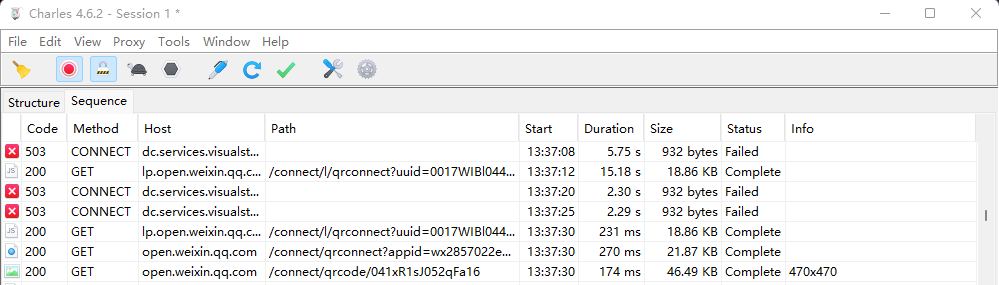 Charles 4.6.2 - Session 1 *
File Edit View Proxy Tools Window Help
Structure Sequence
Code Method Host Path Start Duration Size Status Info
503 CONNECT dc.services.visualst... 13:37:08 5.75 s 932 bytes Failed
JS 200 GET lp.open.weixin.qq.c... /connect/l/qrconnect?uuid=0017WIBl044... 13:37:12 15.18 s 18.86 KB Complete
503 CONNECT dc.services.visualst... 13:37:20 2.30 s 932 bytes Failed
503 CONNECT dc.services.visualst... 13:37:25 2.29 s 932 bytes Failed
JS 200 GET lp.open.weixin.qq.c... /connect/l/qrconnect?uuid=0017WIBl044... 13:37:30 231 ms 18.86 KB Complete
200 GET open.weixin.qq.com /connect/qrconnect?appid=wx2857022e... 13:37:30 270 ms 21.87 KB Complete
200 GET open.weixin.qq.com /connect/qrcode/041xR1sJ052qFa16 13:37:30 174 ms 46.49 KB Complete 470x470